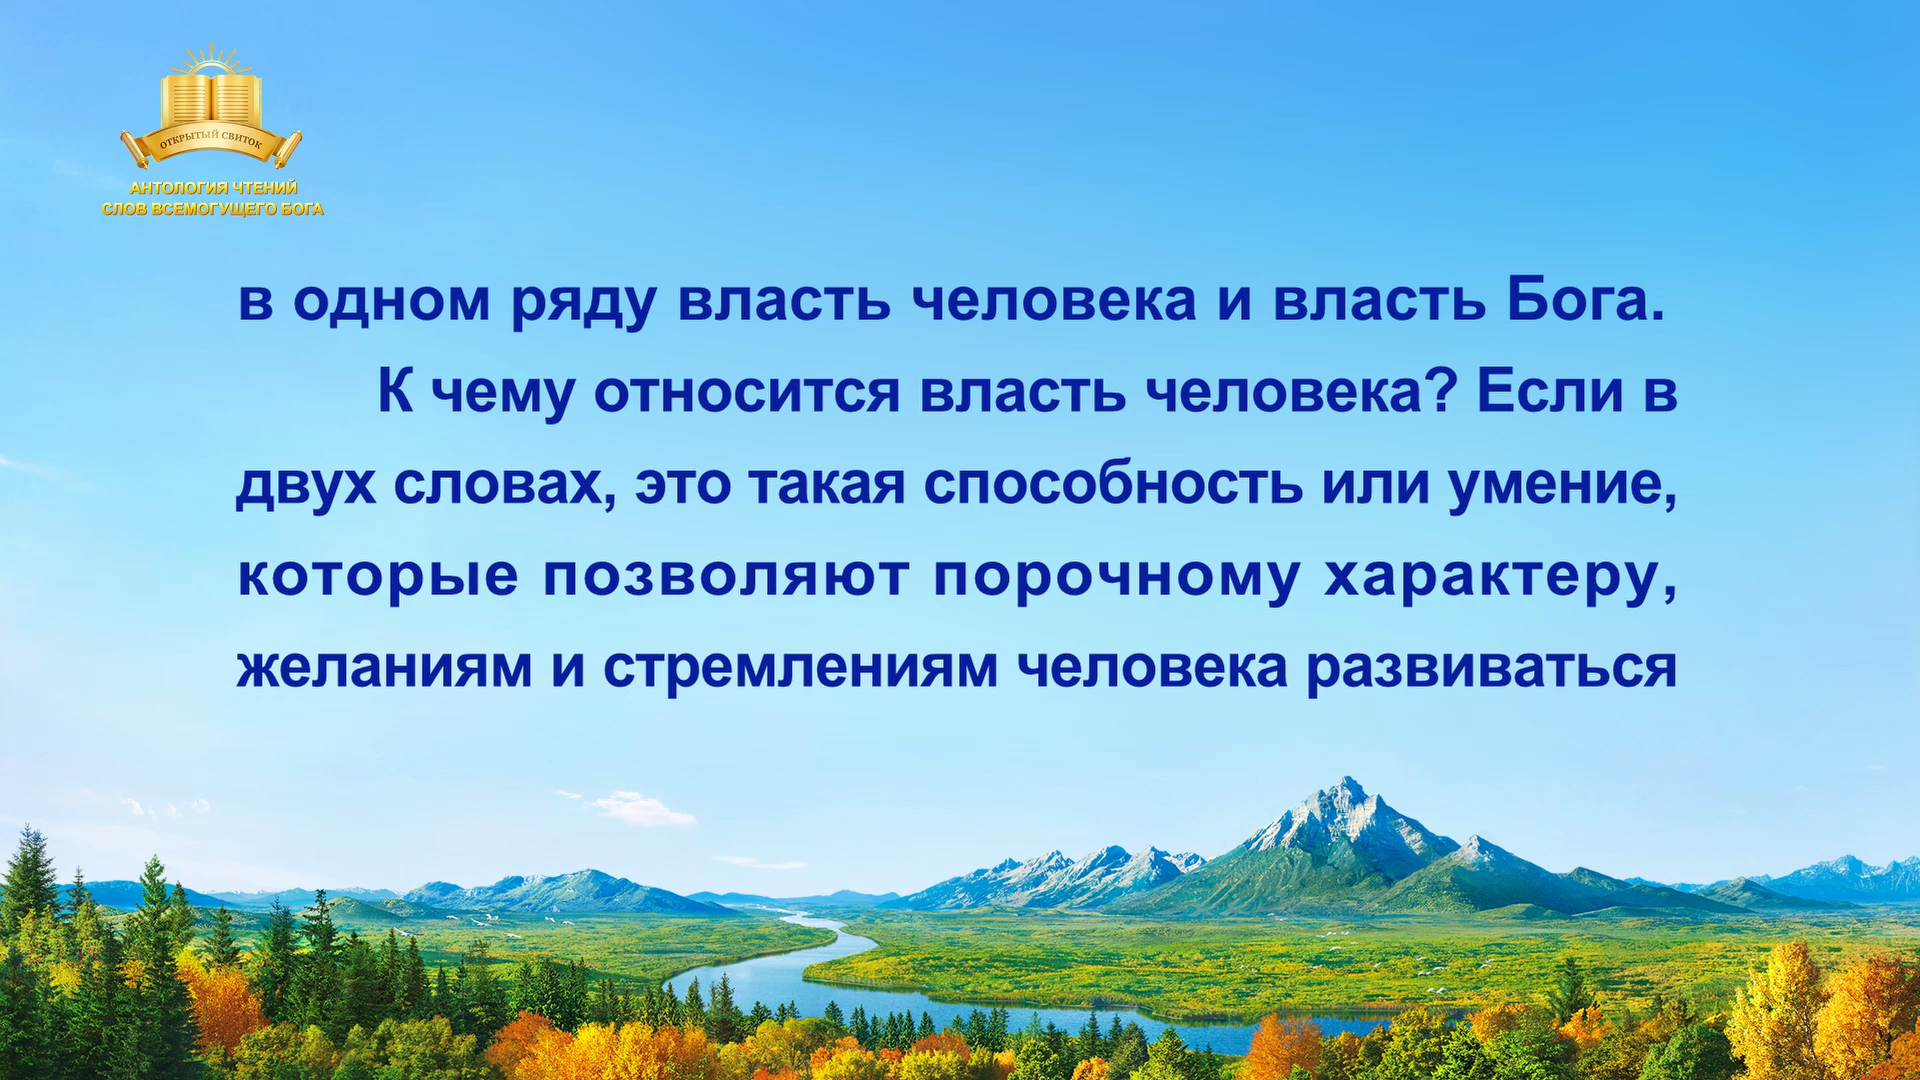 ОТКРЫТЫЙ СВИТОК
АНТОЛОГИЯ ЧТЕНИЙ
СЛОВ ВСЕМОГУЩЕГО БОГА
в одном ряду власть человека и власть Бога.
К чему относится власть человека? Если в
двух словах, это такая способность или умение,
которые позволяют порочному характеру,
желаниям и стремлениям человека развиваться